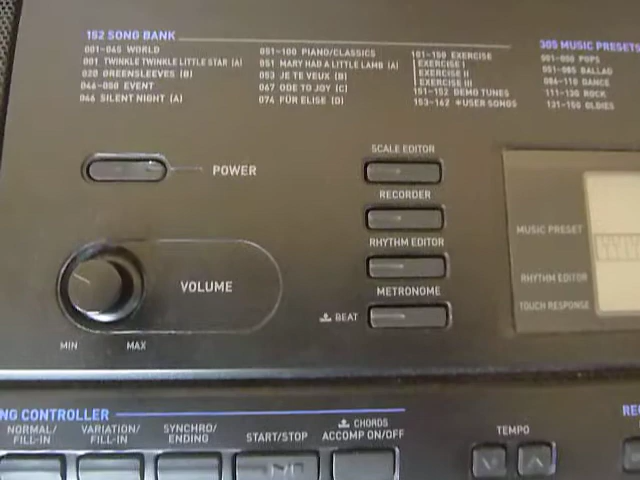 152 SONG BANK
001-045 WORLD
001 TWINKLE TWINKLE LITTLE STAR [A]
020 GREENSLEEVES [B]
046-050 EVENT
046 SILENT NIGHT [A]
051-100 PIANO/CLASSICS
051 MARY HAD A LITTLE LAMB [A]
053 JE TE VEUX [B]
067 ODE TO JOY [C]
074 FÜR ELISE [D]
101-150 EXERCISE
EXERCISE I
EXERCISE II
EXERCISE III
151-152 DEMO TUNES
153-162 *USER SONGS
305 MUSIC PRESETS
001-050 POPS
051-085 BALLAD
086-110 DANCE
111-130 ROCK
131-150 OLDIES
POWER
SCALE EDITOR
RECORDER
RHYTHM EDITOR
METRONOME
BEAT
VOLUME
MIN
MAX
MUSIC PRESET
RHYTHM EDITOR
TOUCH RESPONSE
NG CONTROLLER
NORMAL/
FILL-IN
VARIATION/
FILL-IN
SYNCHRO/
ENDING
START/STOP
CHORDS
ACCOMP ON/OFF
TEMPO